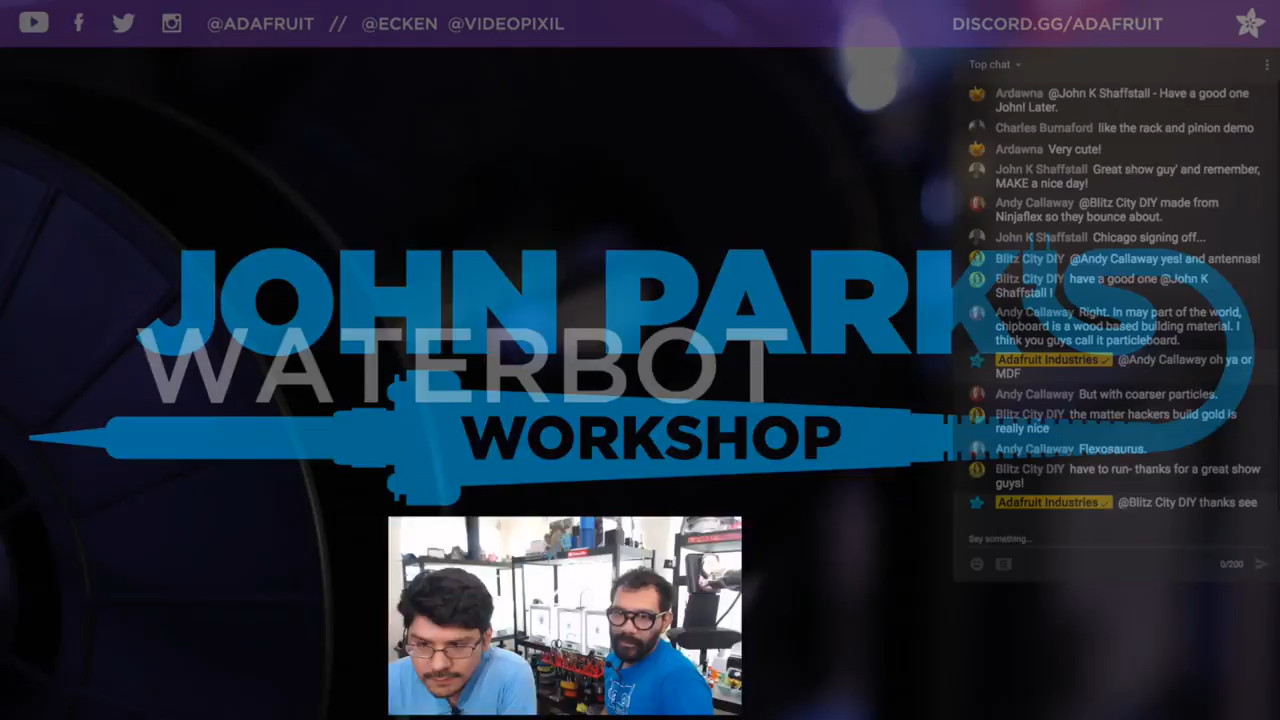 @ADAFRUIT // @ECKEN @VIDEOPIXIL
DISCORD.GG/ADAFRUIT
Top chat
Ardawna @John K Shaffstall - Have a good one
John! Later.
Charles Burnaford like the rack and pinion demo
Ardawna Very cute!
John K Shaffstall Great show guy' and remember,
MAKE a nice day!
Andy Callaway @Blitz City DIY made from
Ninjaflex so they bounce about.
John K Shaffstall Chicago signing off...
Blitz City DIY @Andy Callaway yes! and antennas!
Blitz City DIY have a good one @John K
Shaffstall !
Andy Callaway Right. In may part of the world,
chipboard is a wood based building material. I
think you guys call it particleboard.
Adafruit Industries @Andy Callaway oh ya or
MDF
Andy Callaway But with coarser particles.
Blitz City DIY the matter hackers build gold is
really nice
Andy Callaway Flexosaurus.
Blitz City DIY have to run- thanks for a great show
guys!
Adafruit Industries @Blitz City DIY thanks see
Say something...
0/200
JOHN PARK'S
WATERBOT
WORKSHOP